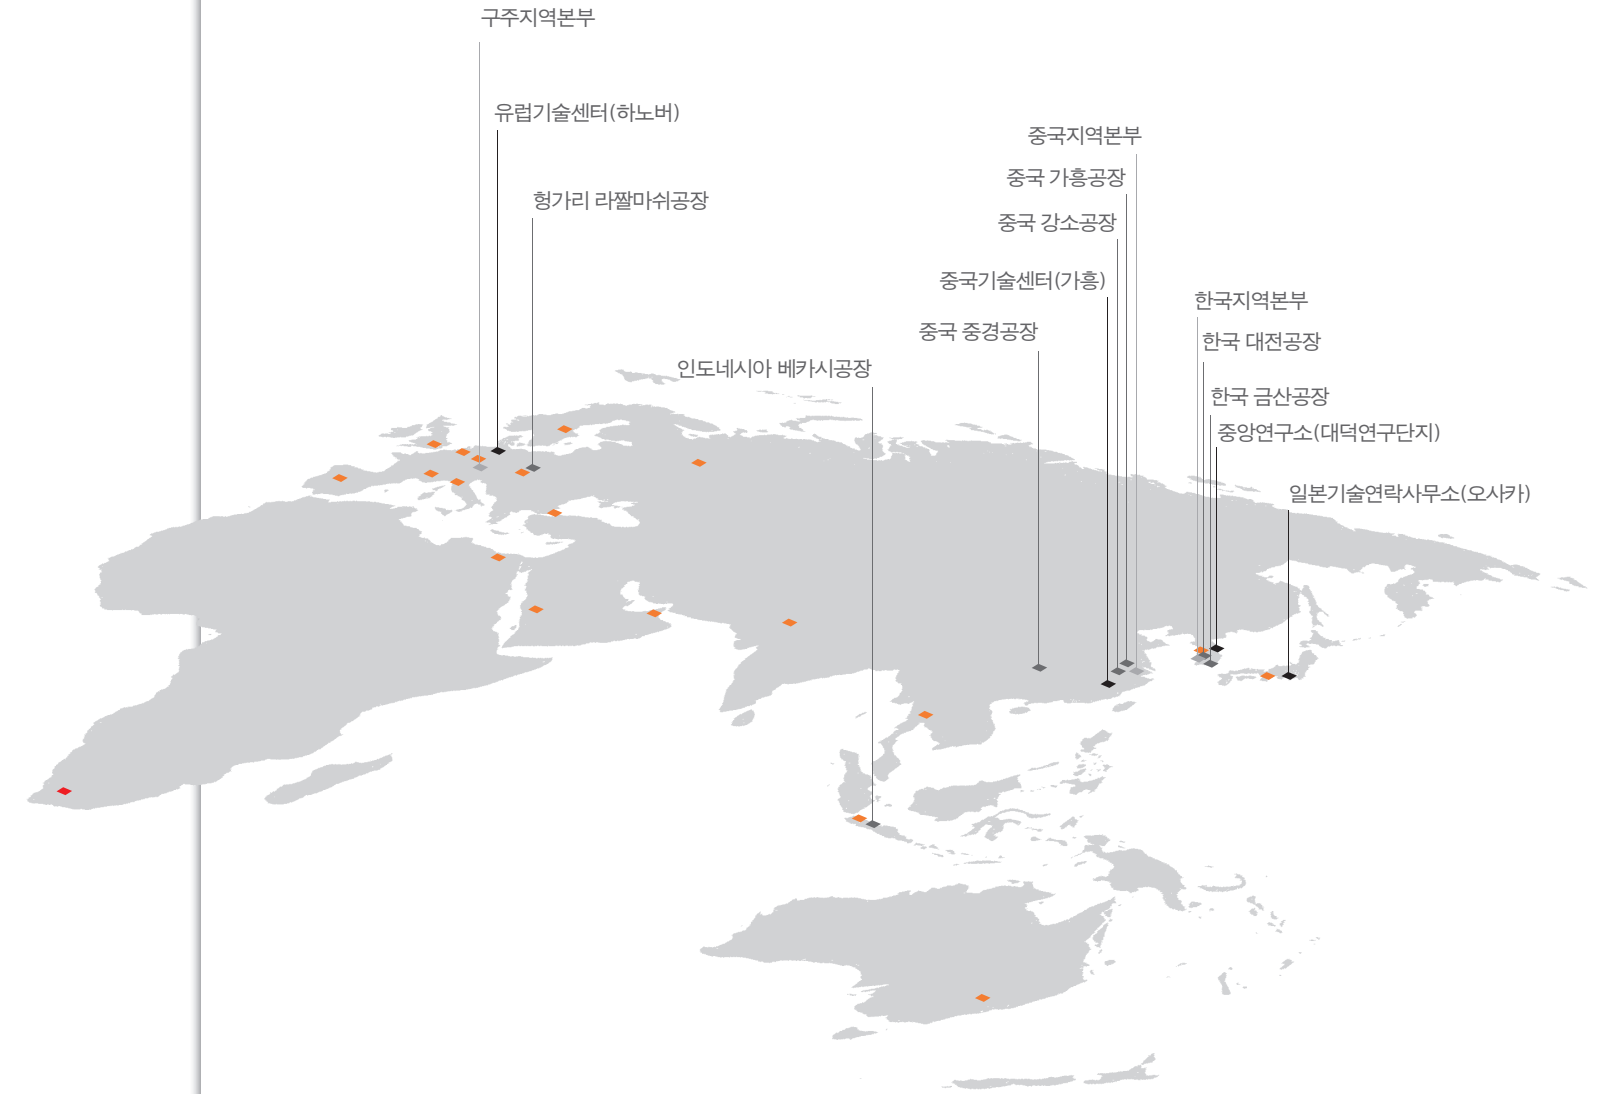 구주지역본부
유럽기술센터(하노버)
헝가리 라짤마쉬공장
중국지역본부
중국 가흥공장
중국 강소공장
중국기술센터(가흥)
중국 중경공장
인도네시아 베카시공장
한국지역본부
한국 대전공장
한국 금산공장
중앙연구소(대덕연구단지)
일본기술연락사무소(오사카)